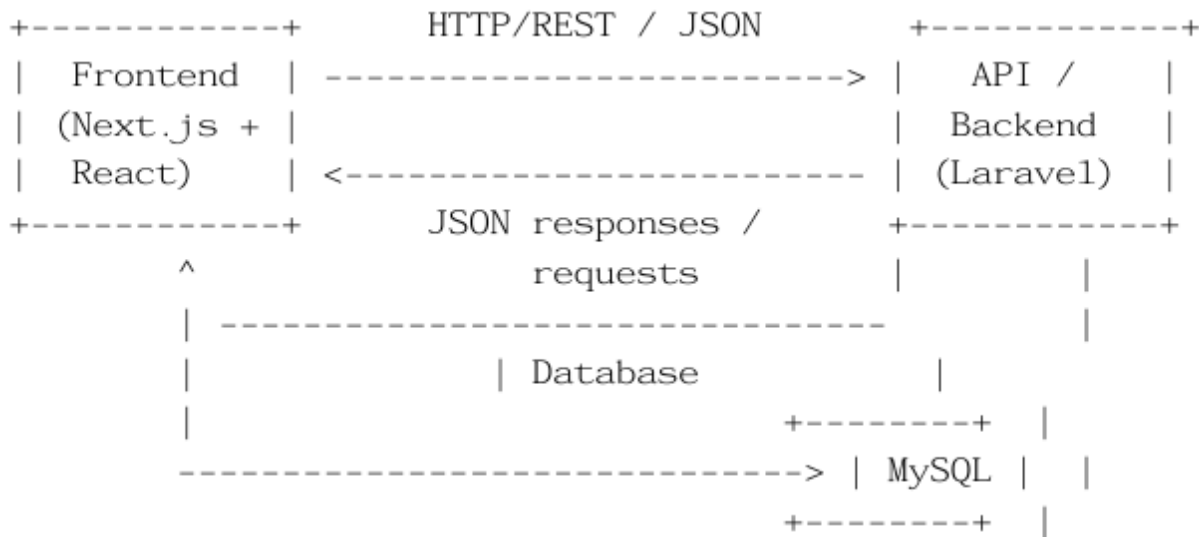 +-------------+ HTTP/REST / JSON +-------------+
| Frontend | -------------------------> | API / |
| (Next.js + | | Backend |
| React) | <------------------------- | (Laravel) |
+-------------+ JSON responses / +-------------+
^ requests | |
| -------------------------------- |
| | Database |
| +--------+ |
-------------------------------> | MySQL | |
+--------+ |